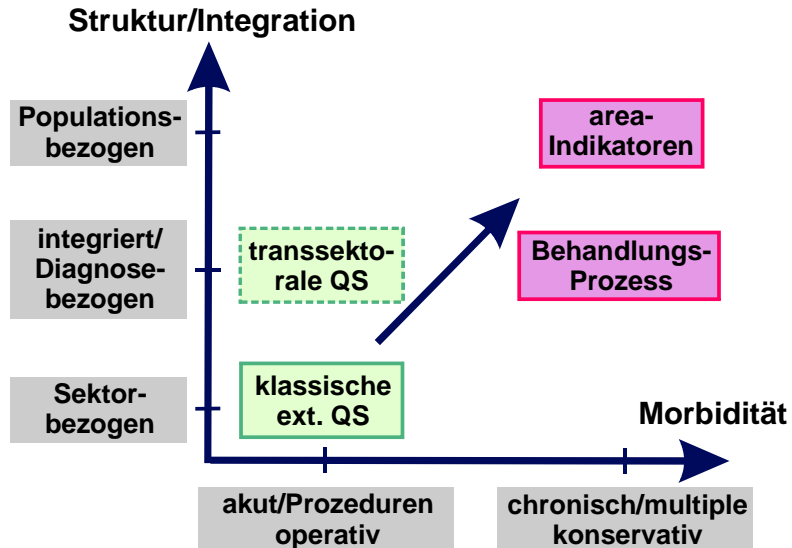 Struktur/Integration
Populations-
bezogen
area-
Indikatoren
integriert/
Diagnose-
bezogen
transsekto-
rale QS
Behandlungs-
Prozess
Sektor-
bezogen
klassische
ext. QS
Morbidität
akut/Prozeduren
operativ
chronisch/multiple
konservativ